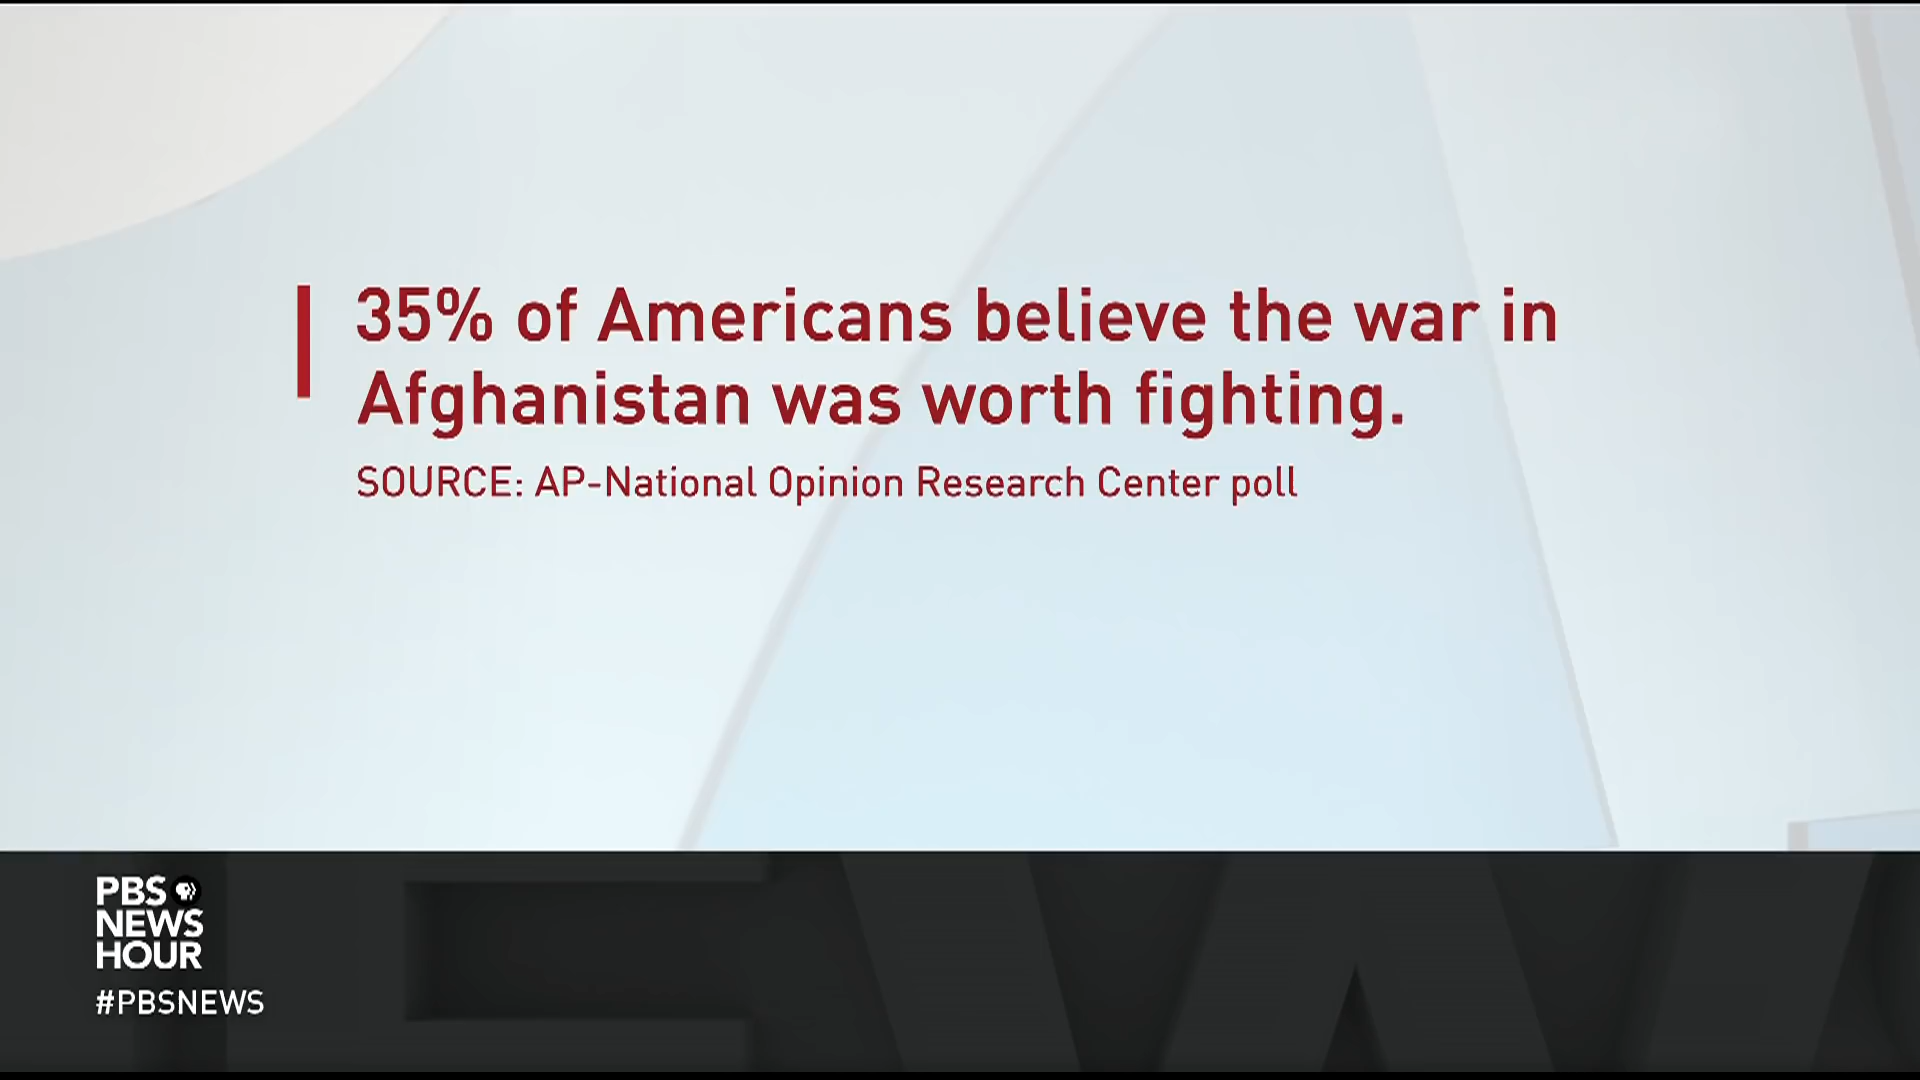 35% of Americans believe the war in
Afghanistan was worth fighting.
SOURCE: AP-National Opinion Research Center poll
PBS
NEWS
HOUR
#PBSNEWS